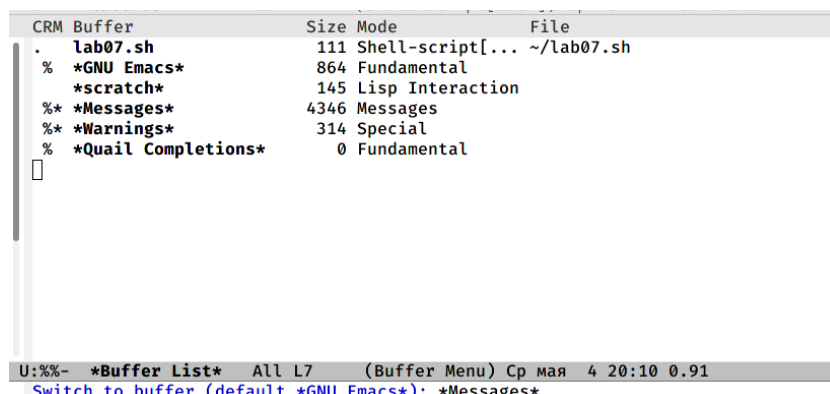 CRM Buffer Size Mode File
. lab07.sh 111 Shell-script[... ~/lab07.sh
% *GNU Emacs* 864 Fundamental
*scratch* 145 Lisp Interaction
%* *Messages* 4346 Messages
%* *Warnings* 314 Special
% *Quail Completions* 0 Fundamental
U:%%- *Buffer List* All L7 (Buffer Menu) Ср мая 4 20:10 0.91
Switch to buffer (default *GNU Emacs*): *Messages*